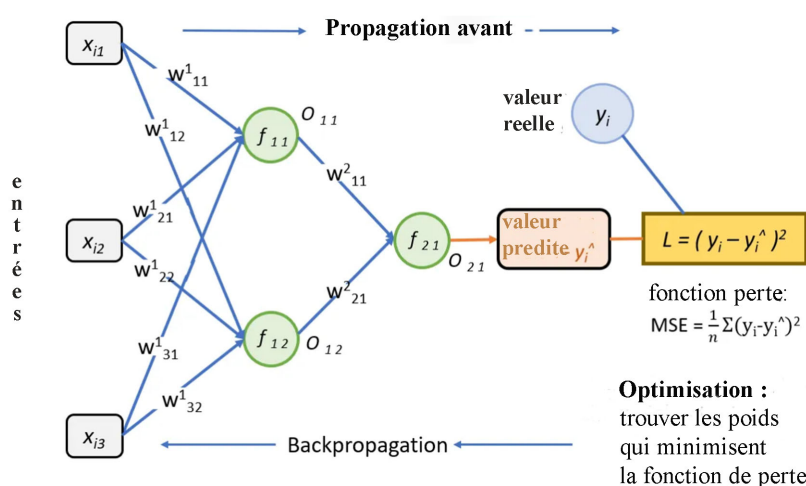 Propagation avant
x_i1
w¹₁₁
w¹₁₂
f₁₁
O₁₁
valeur
reelle
y_i
entrées
x_i2
w¹₂₁
w¹₂₂
w²₁₁
f₂₁
O₂₁
valeur
predite y_i^
L = ( y_i – y_i^ )²
w²₂₁
fonction perte:
MSE = 1/n Σ(y_i-y_i^)²
w¹₃₁
w¹₃₂
f₁₂
O₁₂
x_i3
Backpropagation
Optimisation :
trouver les poids
qui minimisent
la fonction de perte